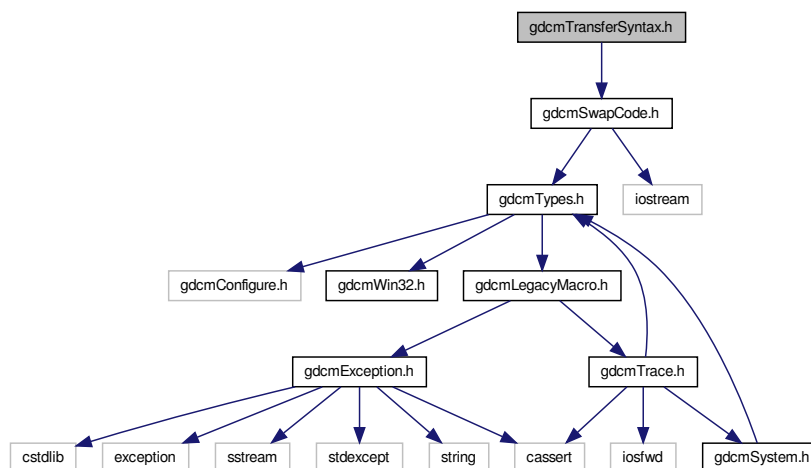 gdcmTransferSyntax.h
gdcmSwapCode.h
gdcmTypes.h
iostream
gdcmConfigure.h
gdcmWin32.h
gdcmLegacyMacro.h
gdcmException.h
gdcmTrace.h
cstdlib
exception
sstream
stdexcept
string
cassert
iosfwd
gdcmSystem.h